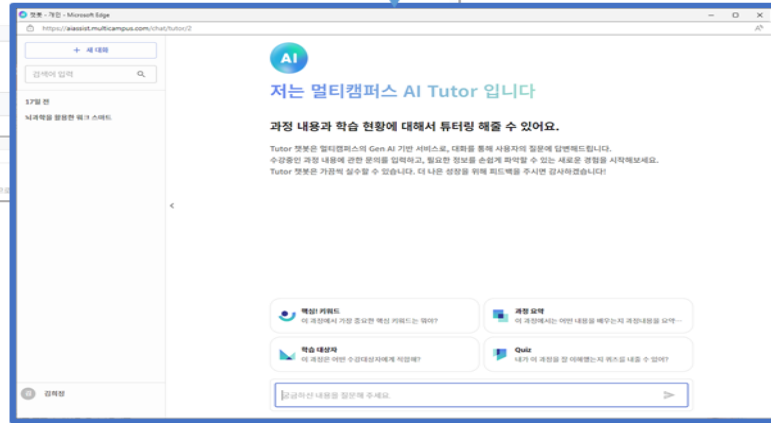 챗봇 - 개인 - Microsoft Edge
https://aiassist.multicampus.com/chat/tutor/2
+ 새 대화
검색어 입력
17일 전
뇌과학을 활용한 워크 스마트
AI
저는 멀티캠퍼스 AI Tutor 입니다
과정 내용과 학습 현황에 대해서 튜터링 해줄 수 있어요.
Tutor 챗봇은 멀티캠퍼스의 Gen AI 기반 서비스로, 대화를 통해 사용자의 질문에 답변해드립니다.
수강중인 과정 내용에 관한 문의를 입력하고, 필요한 정보를 손쉽게 파악할 수 있는 새로운 경험을 시작해보세요.
Tutor 챗봇은 가끔씩 실수할 수 있습니다. 더 나은 성장을 위해 피드백을 주시면 감사하겠습니다!
핵심! 키워드
이 과정에서 가장 중요한 핵심 키워드는 뭐야?
과정 요약
이 과정에서는 어떤 내용을 배우는지 과정내용을 요약…
학습 대상자
이 과정은 어떤 수강대상자에게 적합해?
Quiz
내가 이 과정을 잘 이해했는지 퀴즈를 내줄 수 있어?
김희성
궁금하신 내용을 질문해 주세요.